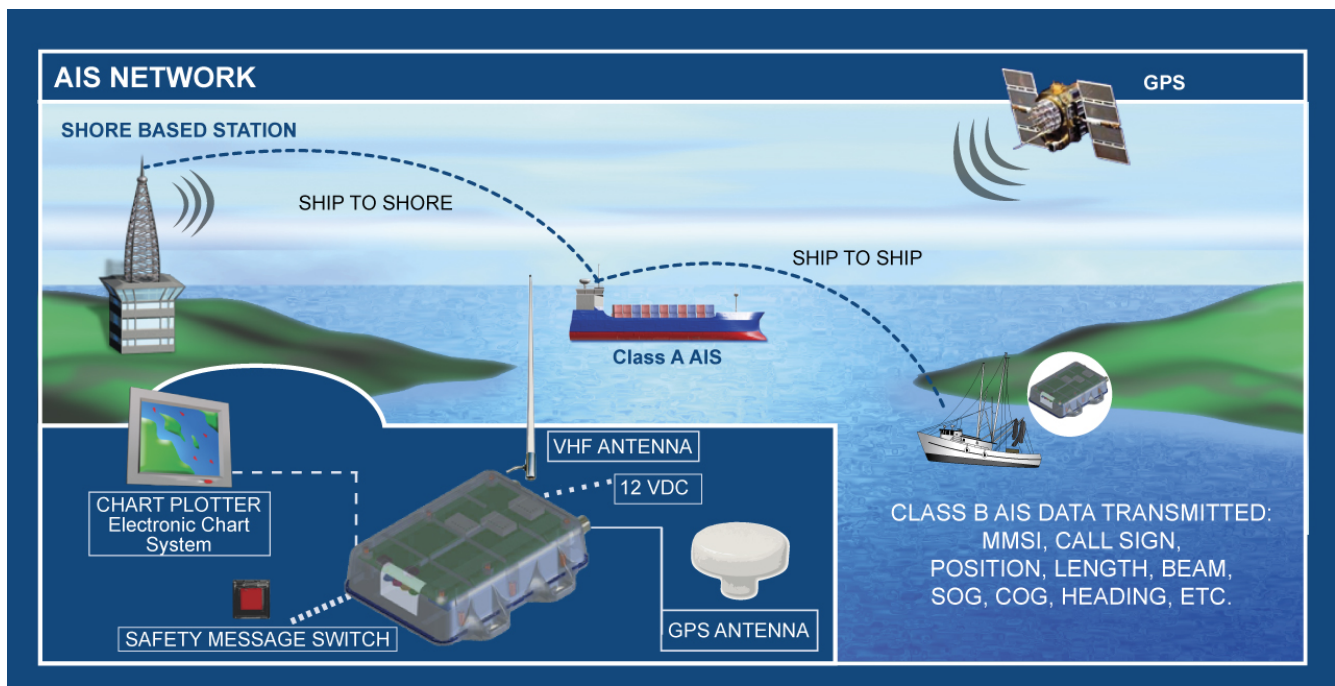 AIS NETWORK
GPS
SHORE BASED STATION
SHIP TO SHORE
SHIP TO SHIP
Class A AIS
VHF ANTENNA
12 VDC
CHART PLOTTER
Electronic Chart
System
SAFETY MESSAGE SWITCH
GPS ANTENNA
CLASS B AIS DATA TRANSMITTED:
MMSI, CALL SIGN,
POSITION, LENGTH, BEAM,
SOG, COG, HEADING, ETC.